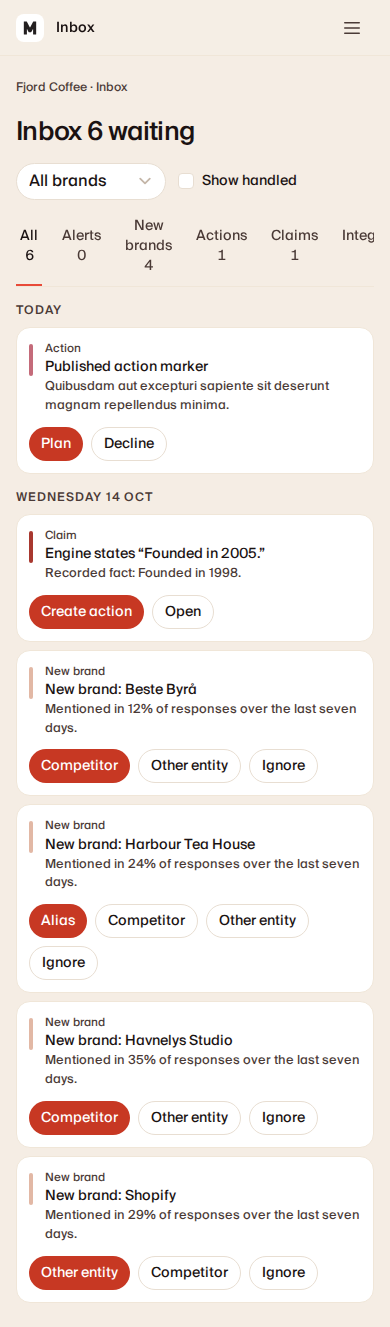 M Inbox
Fjord Coffee · Inbox
Inbox 6 waiting
All brands
Show handled
All 6
Alerts 0
New brands 4
Actions 1
Claims 1
Integ
TODAY
Action
Published action marker
Quibusdam aut excepturi sapiente sit deserunt
magnam repellendus minima.
Plan Decline
WEDNESDAY 14 OCT
Claim
Engine states “Founded in 2005.”
Recorded fact: Founded in 1998.
Create action Open
New brand
New brand: Beste Byrå
Mentioned in 12% of responses over the last seven
days.
Competitor Other entity Ignore
New brand
New brand: Harbour Tea House
Mentioned in 24% of responses over the last seven
days.
Alias Competitor Other entity
Ignore
New brand
New brand: Havnelys Studio
Mentioned in 35% of responses over the last seven
days.
Competitor Other entity Ignore
New brand
New brand: Shopify
Mentioned in 29% of responses over the last seven
days.
Other entity Competitor Ignore